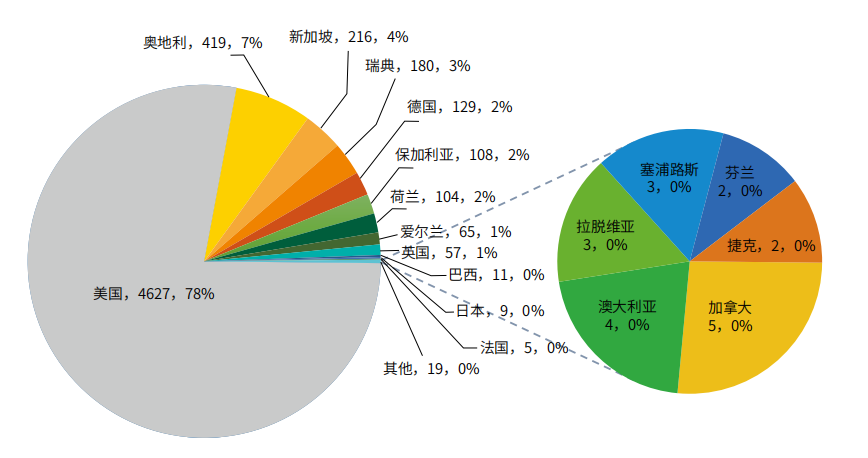 奥地利，419，7%
新加坡，216，4%
瑞典，180，3%
德国，129，2%
保加利亚，108，2%
荷兰，104，2%
爱尔兰，65，1%
英国，57，1%
巴西，11，0%
日本，9，0%
法国，5，0%
其他，19，0%
美国，4627，78%
塞浦路斯
3，0%
芬兰
2，0%
捷克，2，0%
加拿大
5，0%
澳大利亚
4，0%
拉脱维亚
3，0%